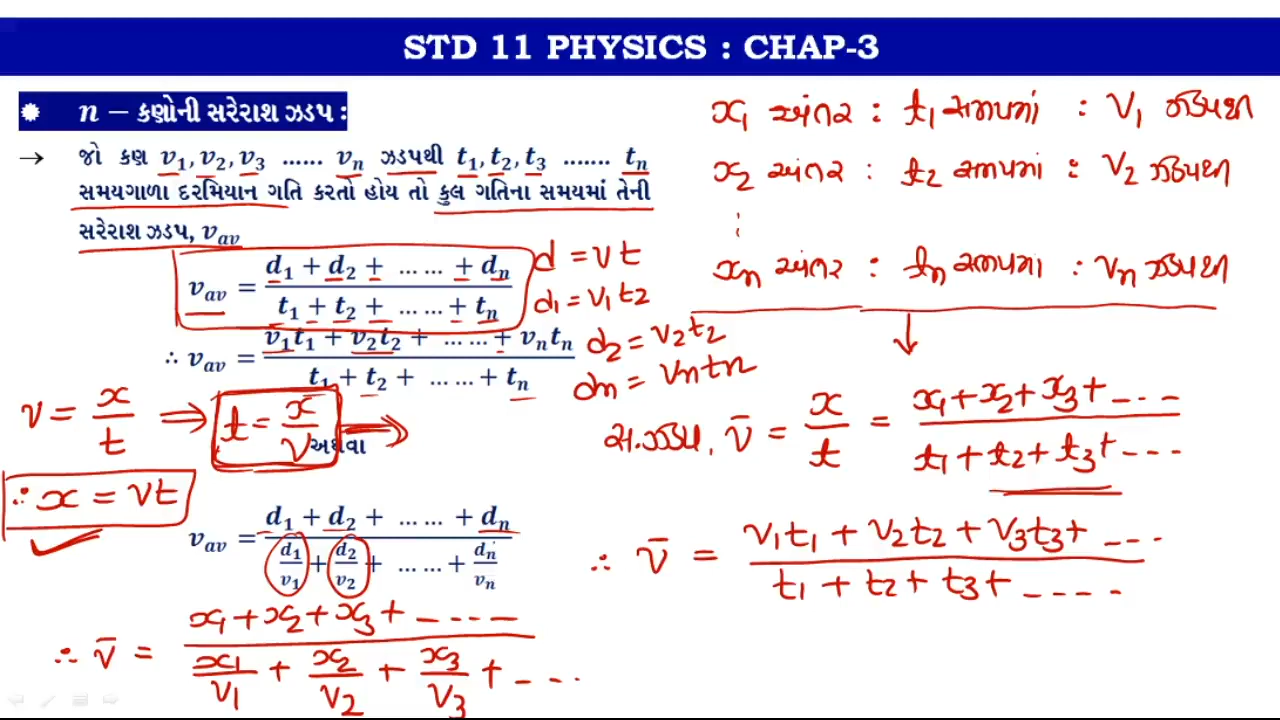 STD 11 PHYSICS : CHAP-3
n – કણોની સરેરાશ ઝડપ :
→ જો કણ v₁, v₂, v₃ ...... vₙ ઝડપથી t₁, t₂, t₃ ....... tₙ
સમયગાળા દરમિયાન ગતિ કરતો હોય તો કુલ ગતિના સમયમાં તેની
સરેરાશ ઝડપ, vₐᵥ
vₐᵥ = (d₁ + d₂ + ... ... + dₙ) / (t₁ + t₂ + ... ... + tₙ)
∴ vₐᵥ = (v₁t₁ + v₂t₂ + ... ... + vₙtₙ) / (t₁ + t₂ + ... ... + tₙ)
અથવા
vₐᵥ = (d₁ + d₂ + ... ... + dₙ) / (d₁/v₁ + d₂/v₂ + ... ... + dₙ/vₙ)
d = vt
d₁ = v₁t₂
d₂ = v₂t₂
dn = vntn
v = x/t ⇒ t = x/v ⇒
∴ x = vt
∴ v̄ = (x₁ + x₂ + x₃ + -----) / (x₁/v₁ + x₂/v₂ + x₃/v₃ + ----)
x₁ અંતર : t₁ સમયમાં : v₁ ઝડપથી
x₂ અંતર : t₂ સમયમાં : v₂ ઝડપથી
⋮
xₙ અંતર : tₙ સમયમાં : vₙ ઝડપથી
↓
સ.ઝડપ, v̄ = x/t = (x₁ + x₂ + x₃ + ----) / (t₁ + t₂ + t₃ + ----)
∴ v̄ = (v₁t₁ + v₂t₂ + v₃t₃ + ----) / (t₁ + t₂ + t₃ + -----)